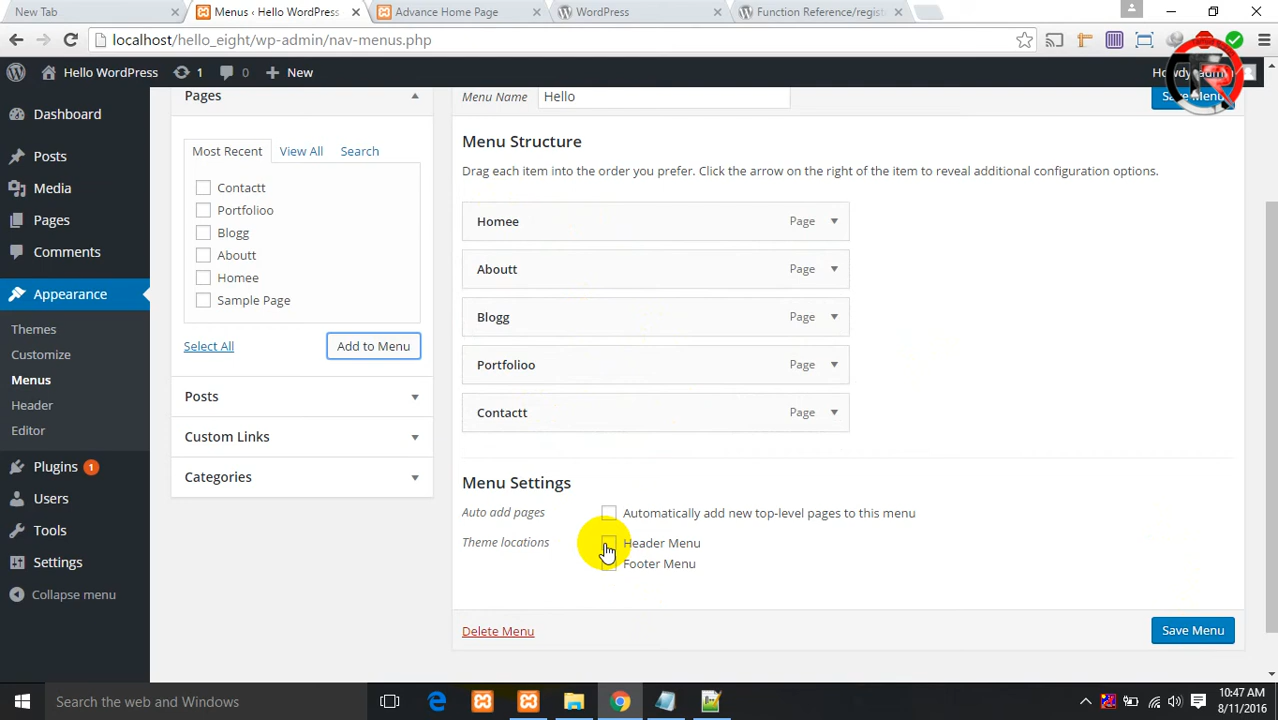 New Tab
Menus ‹ Hello WordPress
Advance Home Page
WordPress
Function Reference/regist
localhost/hello_eight/wp-admin/nav-menus.php
Hello WordPress
1
0
New
Howdy, admin
Dashboard
Posts
Media
Pages
Comments
Appearance
Themes
Customize
Menus
Header
Editor
Plugins 1
Users
Tools
Settings
Collapse menu
Pages
Most Recent
View All
Search
Contactt
Portfolioo
Blogg
Aboutt
Homee
Sample Page
Select All
Add to Menu
Posts
Custom Links
Categories
Menu Name
Hello
Save Menu
Menu Structure
Drag each item into the order you prefer. Click the arrow on the right of the item to reveal additional configuration options.
Homee Page
Aboutt Page
Blogg Page
Portfolioo Page
Contactt Page
Menu Settings
Auto add pages
Automatically add new top-level pages to this menu
Theme locations
Header Menu
Footer Menu
Delete Menu
Save Menu
Search the web and Windows
10:47 AM
8/11/2016